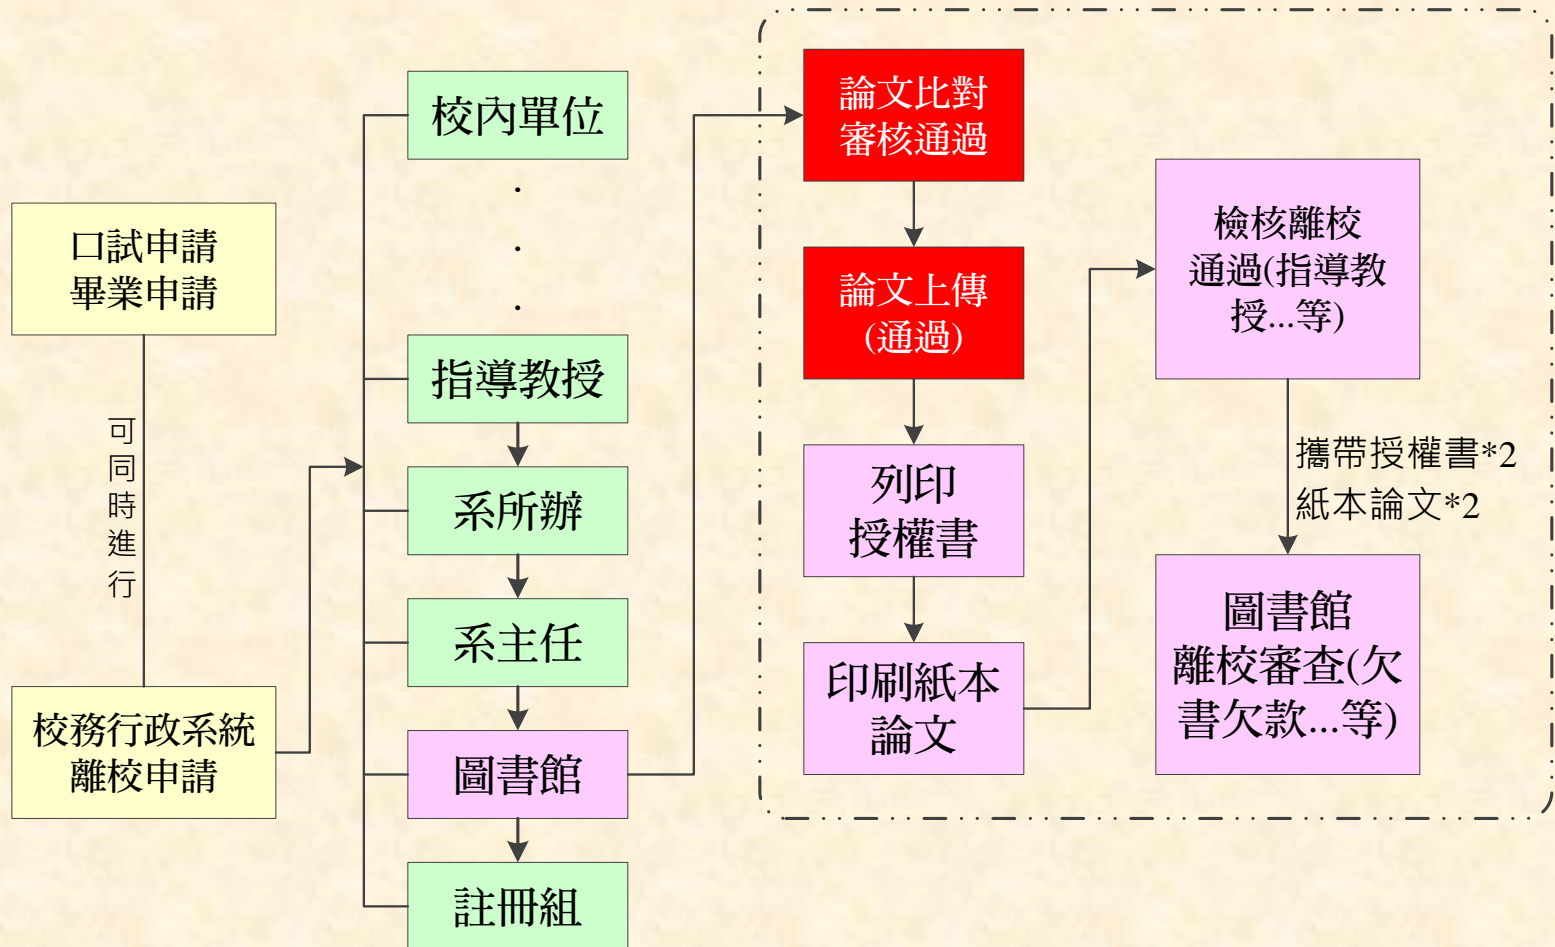 口試申請
畢業申請
可同時進行
校務行政系統
離校申請
校內單位
.
.
.
指導教授
系所辦
系主任
圖書館
註冊組
論文比對
審核通過
論文上傳
(通過)
列印
授權書
印刷紙本
論文
檢核離校
通過(指導教
授...等)
攜帶授權書*2
紙本論文*2
圖書館
離校審查(欠
書欠款...等)